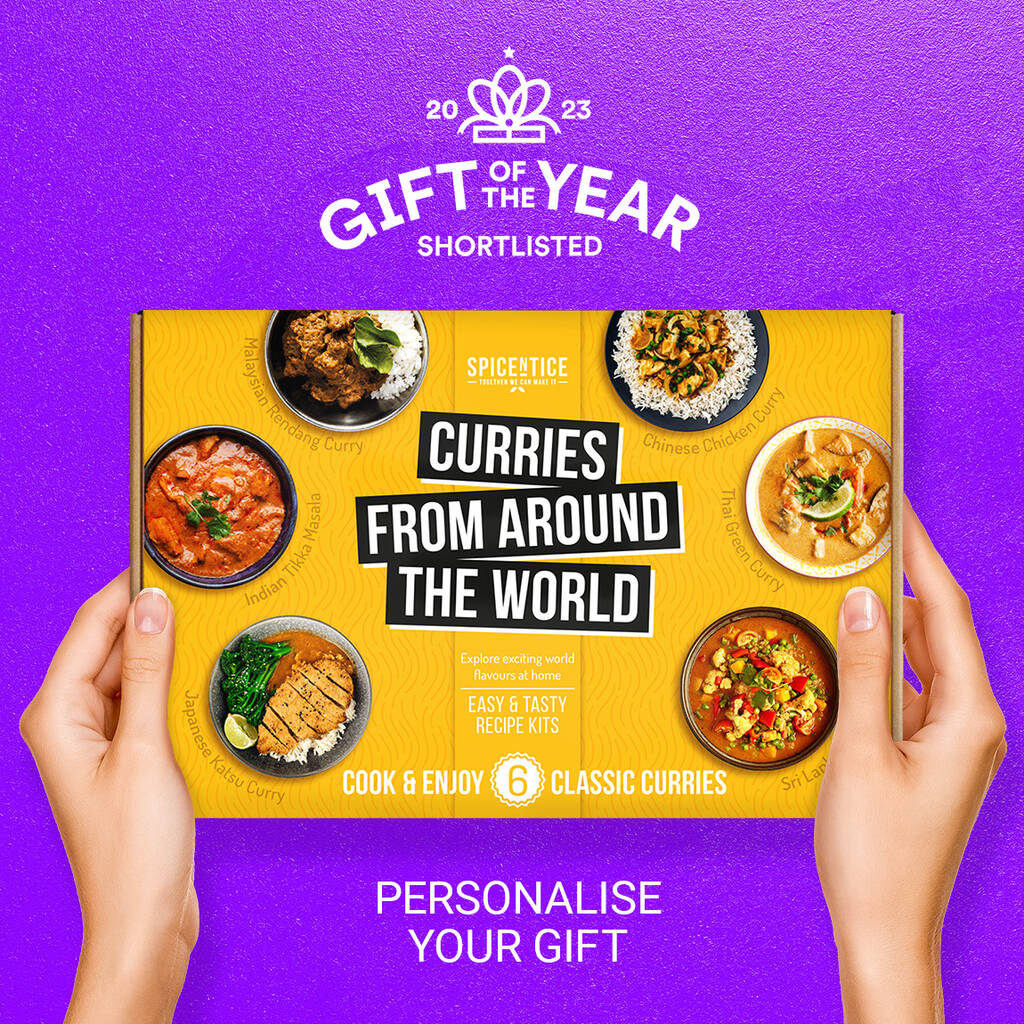 20 23
GIFT OF THE YEAR
SHORTLISTED
SPICENTICE
TOGETHER WE CAN MAKE IT
Malaysian Rendang Curry
Chinese Chicken Curry
CURRIES
FROM AROUND
THE WORLD
Indian Tikka Masala
Thai Green Curry
Explore exciting world
flavours at home
EASY & TASTY
RECIPE KITS
Japanese Katsu Curry
Sri
COOK & ENJOY 6 CLASSIC CURRIES
PERSONALISE
YOUR GIFT